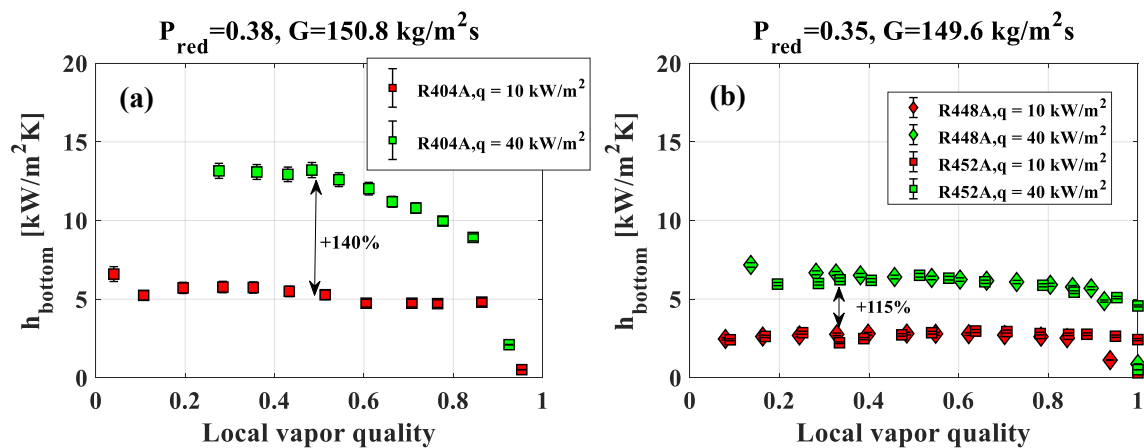 P_red=0.38, G=150.8 kg/m²s
(a)
R404A,q = 10 kW/m²
R404A,q = 40 kW/m²
+140%
h_bottom [kW/m²K]
20
15
10
5
0
0 0.2 0.4 0.6 0.8 1
Local vapor quality
P_red=0.35, G=149.6 kg/m²s
(b)
R448A,q = 10 kW/m²
R448A,q = 40 kW/m²
R452A,q = 10 kW/m²
R452A,q = 40 kW/m²
+115%
h_bottom [kW/m²K]
20
15
10
5
0
0 0.2 0.4 0.6 0.8 1
Local vapor quality